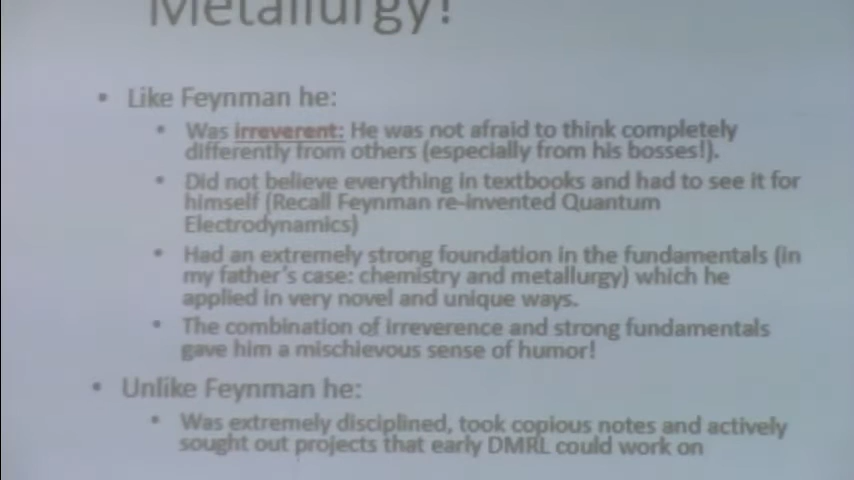 Metallurgy!
• Like Feynman he:
• Was irreverent: He was not afraid to think completely
differently from others (especially from his bosses!).
• Did not believe everything in textbooks and had to see it for
himself (Recall Feynman re-invented Quantum
Electrodynamics)
• Had an extremely strong foundation in the fundamentals (in
my father's case: chemistry and metallurgy) which he
applied in very novel and unique ways.
• The combination of irreverence and strong fundamentals
gave him a mischievous sense of humor!
• Unlike Feynman he:
• Was extremely disciplined, took copious notes and actively
sought out projects that early DMRL could work on